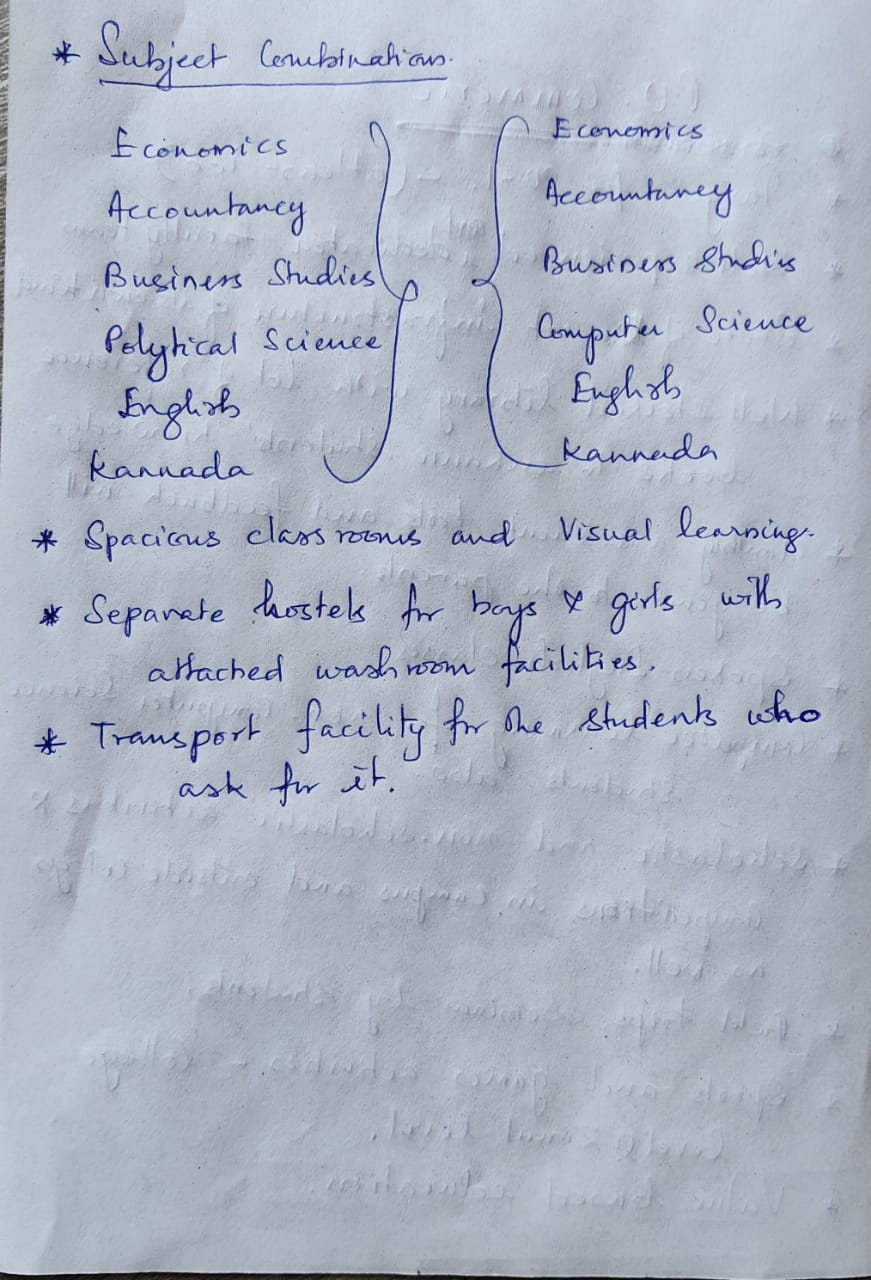 * Subject Combinations.
Economics
Accountancy
Business Studies
Polytical Science
English
Kannada
Economics
Accountancy
Business Studies
Computer Science
English
Kannada
* Spacious class rooms and Visual learnings.
* Separate hostels for boys & girls with
attached washroom facilities.
* Transport facility for the students who
ask for it.